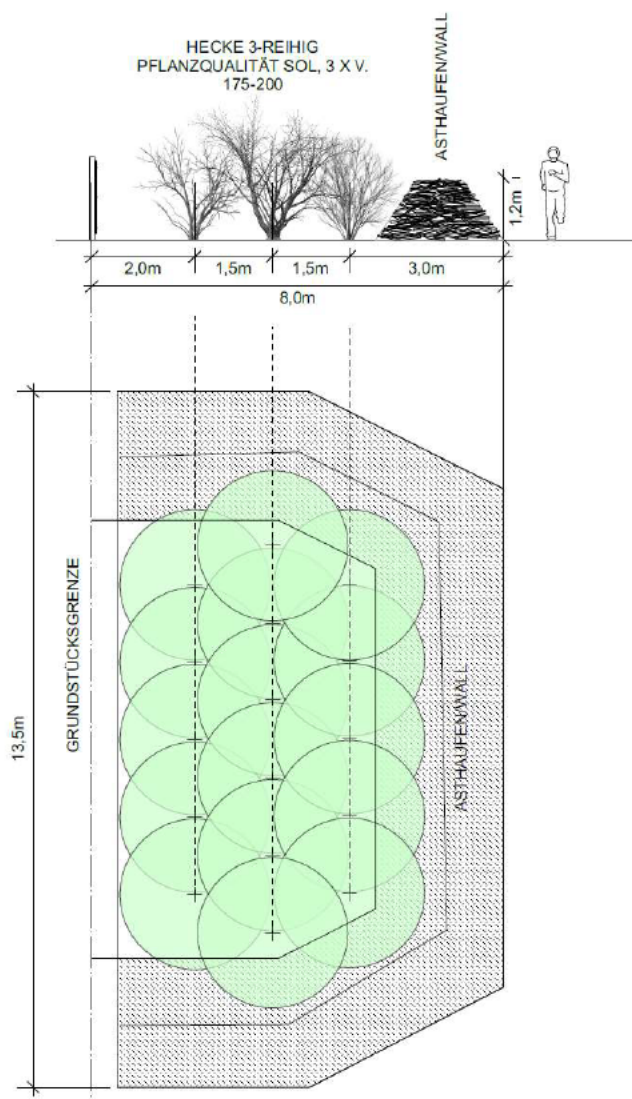 HECKE 3-REIHIG
PFLANZQUALITÄT SOL, 3 X V.
175-200
ASTHAUFEN/WALL
1,2m
2,0m
1,5m
1,5m
3,0m
8,0m
GRUNDSTÜCKSGRENZE
13,5m
ASTHAUFEN/WALL